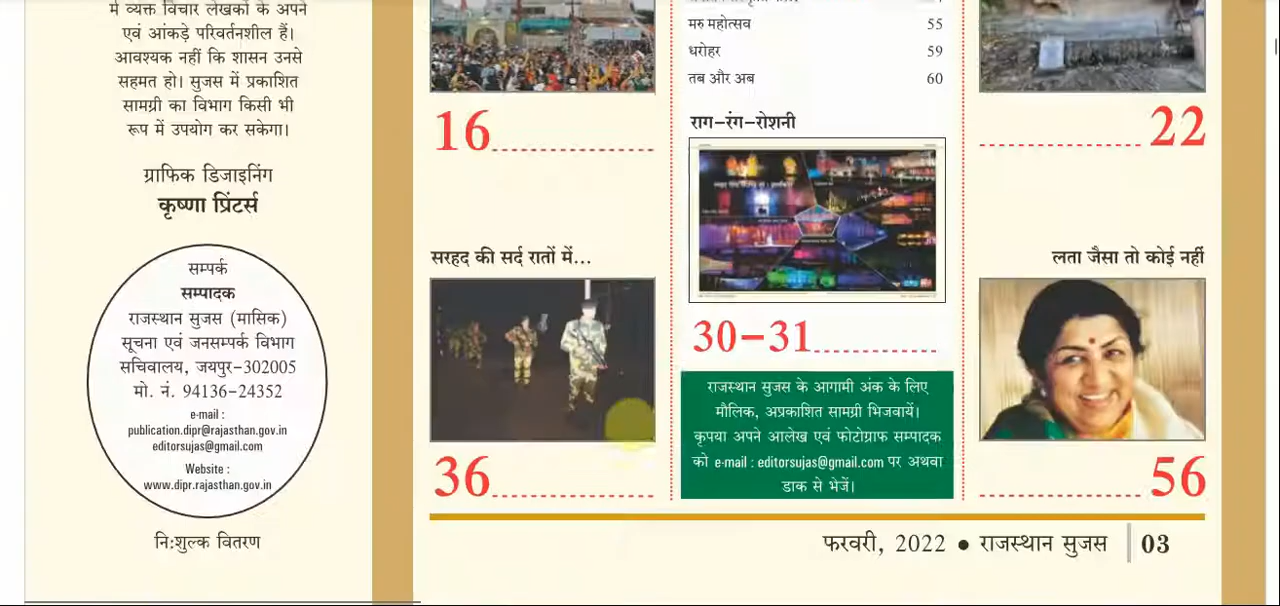 में व्यक्त विचार लेखकों के अपने
एवं आंकड़े परिवर्तनशील हैं।
आवश्यक नहीं कि शासन उनसे
सहमत हो। सुजस में प्रकाशित
सामग्री का विभाग किसी भी
रूप में उपयोग कर सकेगा।
ग्राफिक डिजाइनिंग
कृष्णा प्रिंटर्स
सम्पर्क
सम्पादक
राजस्थान सुजस (मासिक)
सूचना एवं जनसम्पर्क विभाग
सचिवालय, जयपुर-302005
मो. नं. 94136-24352
e-mail :
publication.dipr@rajasthan.gov.in
editorsujas@gmail.com
Website :
www.dipr.rajasthan.gov.in
नि:शुल्क वितरण
16
सरहद की सर्द रातों में...
36
मरु महोत्सव 55
धरोहर 59
तब और अब 60
राग-रंग-रोशनी
30-31
राजस्थान सुजस के आगामी अंक के लिए
मौलिक, अप्रकाशित सामग्री भिजवायें।
कृपया अपने आलेख एवं फोटोग्राफ सम्पादक
को e-mail : editorsujas@gmail.com पर अथवा
डाक से भेजें।
22
लता जैसा तो कोई नहीं
56
फरवरी, 2022 ● राजस्थान सुजस 03